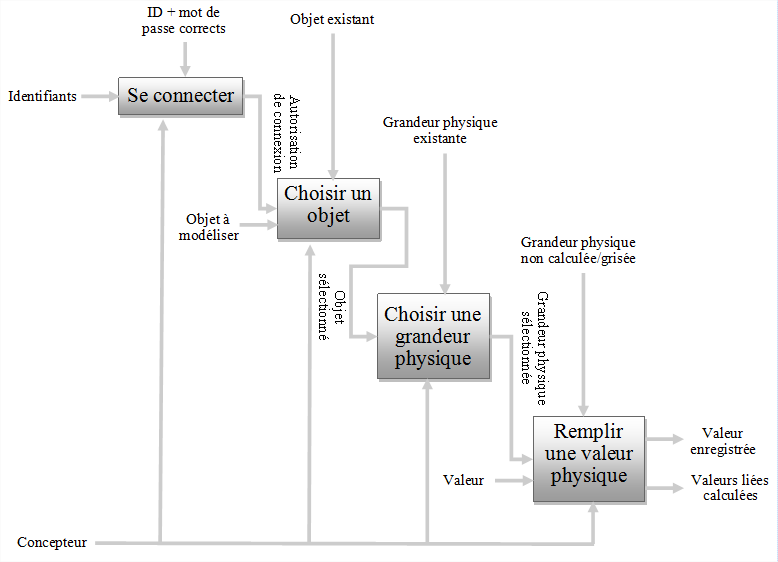 ID + mot de
passe corrects
Objet existant
Identifiants
Se connecter
Autorisation
de connexion
Grandeur physique
existante
Choisir un
objet
Objet à
modéliser
Grandeur physique
non calculée/grisée
Objet
sélectionné
Choisir une
grandeur
physique
Grandeur physique
sélectionnée
Remplir
une valeur
physique
Valeur
enregistrée
Valeur
Valeurs liées
calculées
Concepteur